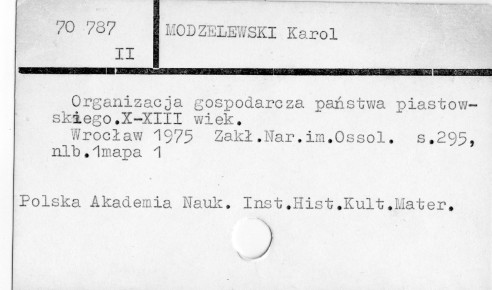 70 787
II
MODZELEWSKI Karol
Organizacja gospodarcza państwa piastow-
skiego.X-XIII wiek.
Wrocław 1975 Zakł.Nar.im.Ossol. s.295,
nlb.1mapa 1
Polska Akademia Nauk. Inst.Hist.Kult.Mater.